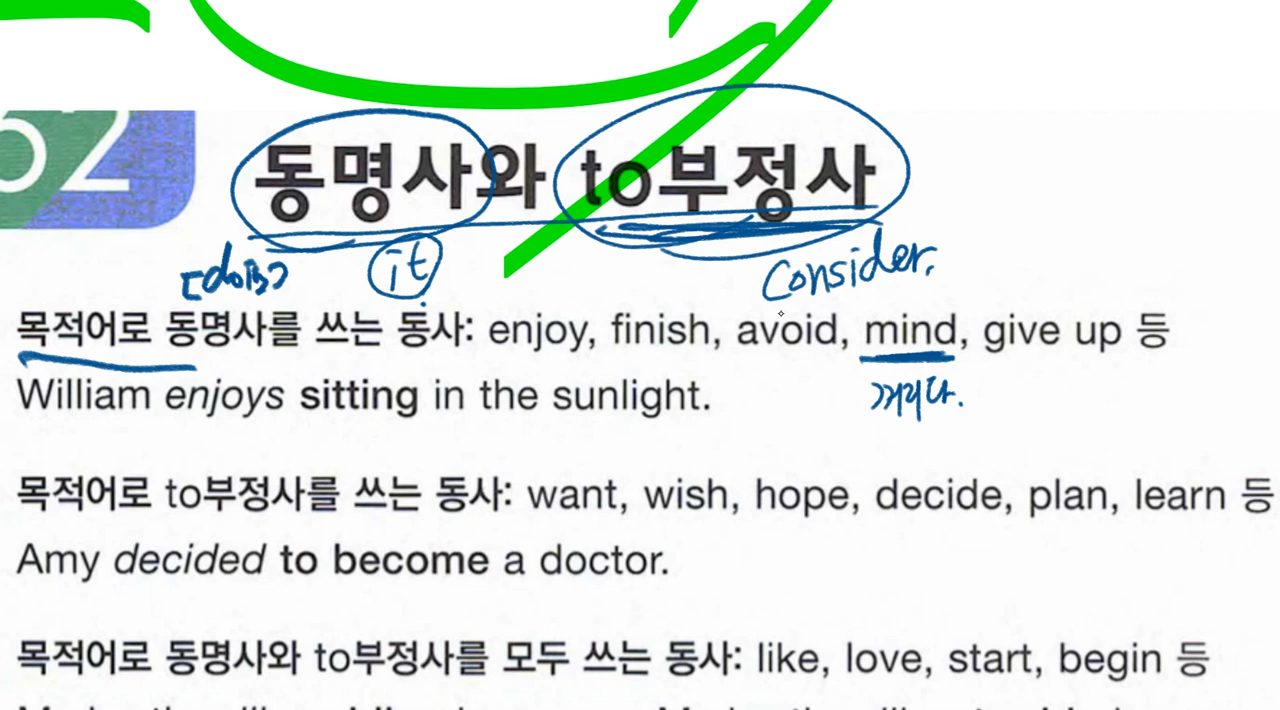 52
동명사와 to부정사
it
Consider.
목적어로 동명사를 쓰는 동사: enjoy, finish, avoid, mind, give up 등
William enjoys sitting in the sunlight.
꺼리다.
목적어로 to부정사를 쓰는 동사: want, wish, hope, decide, plan, learn 등
Amy decided to become a doctor.
목적어로 동명사와 to부정사를 모두 쓰는 동사: like, love, start, begin 등